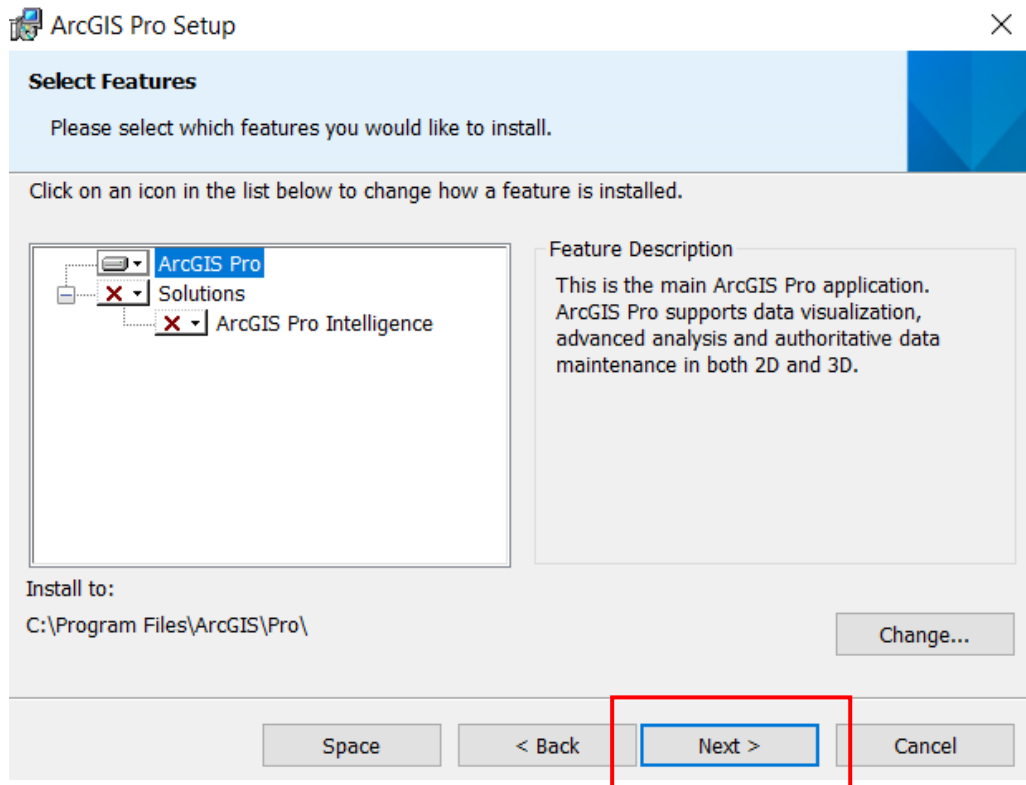 ArcGIS Pro Setup
Select Features
Please select which features you would like to install.
Click on an icon in the list below to change how a feature is installed.
ArcGIS Pro
Solutions
ArcGIS Pro Intelligence
Feature Description
This is the main ArcGIS Pro application.
ArcGIS Pro supports data visualization,
advanced analysis and authoritative data
maintenance in both 2D and 3D.
Install to:
C:\Program Files\ArcGIS\Pro\
Change...
Space
< Back
Next >
Cancel